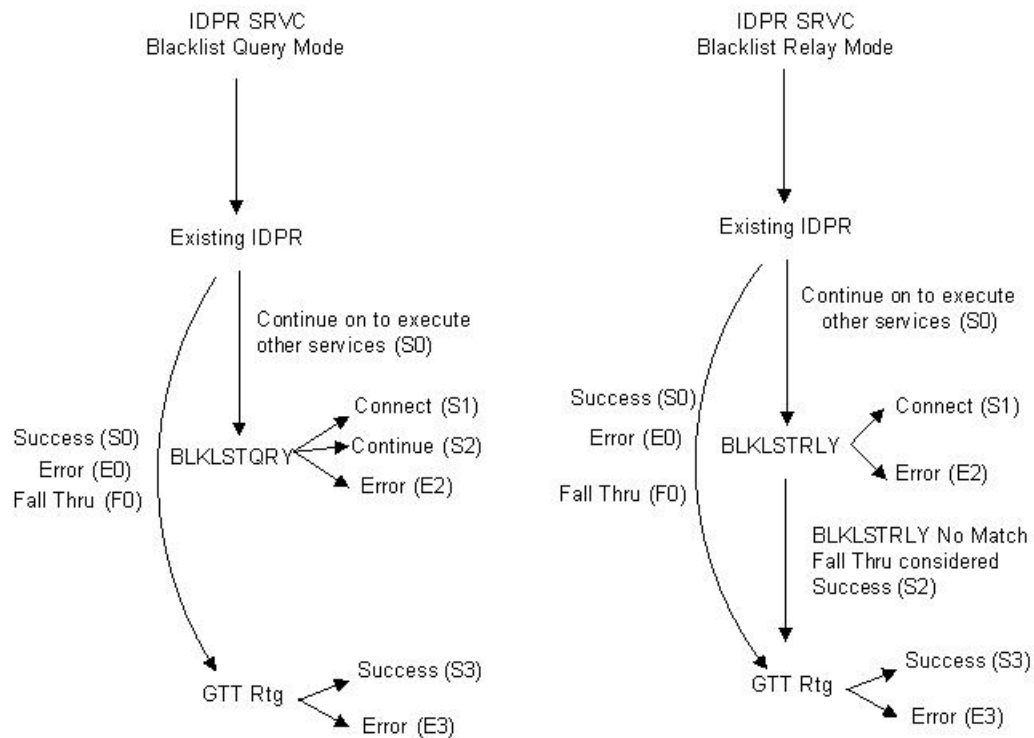 IDPR SRVC
Blacklist Query Mode
Existing IDPR
Continue on to execute
other services (S0)
Success (S0)
Error (E0)
Fall Thru (F0)
BLKLSTQRY
Connect (S1)
Continue (S2)
Error (E2)
GTT Rtg
Success (S3)
Error (E3)
IDPR SRVC
Blacklist Relay Mode
Existing IDPR
Continue on to execute
other services (S0)
Success (S0)
Error (E0)
Fall Thru (F0)
BLKLSTRLY
Connect (S1)
Error (E2)
BLKLSTRLY No Match
Fall Thru considered
Success (S2)
GTT Rtg
Success (S3)
Error (E3)